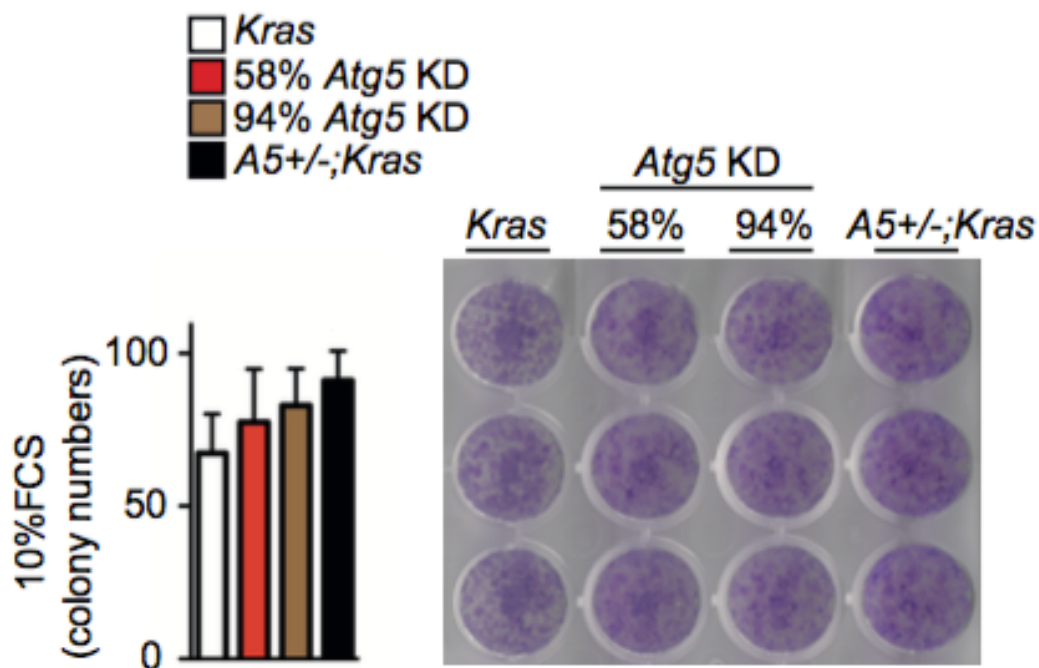 Kras
58% Atg5 KD
94% Atg5 KD
A5+/-;Kras
Atg5 KD
Kras 58% 94% A5+/-;Kras
10%FCS
(colony numbers)
100
50
0